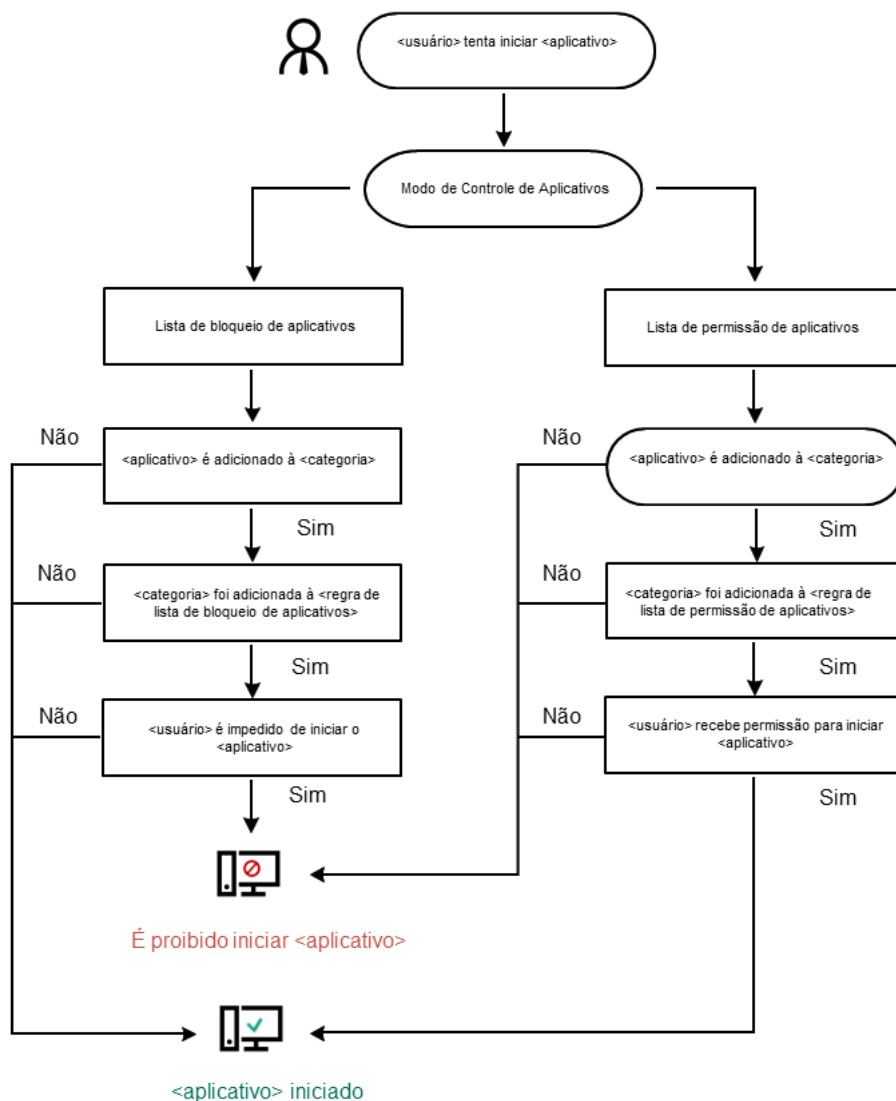 <usuário> tenta iniciar <aplicativo>
Modo de Controle de Aplicativos
Lista de bloqueio de aplicativos
Lista de permissão de aplicativos
Não
<aplicativo> é adicionado à <categoria>
Não
<aplicativo> é adicionado à <categoria>
Sim
Sim
Não
<categoria> foi adicionada à <regra de
lista de bloqueio de aplicativos>
Não
<categoria> foi adicionada à <regra de
lista de permissão de aplicativos>
Sim
Sim
Não
<usuário> é impedido de iniciar o
<aplicativo>
Não
<usuário> recebe permissão para iniciar
<aplicativo>
Sim
Sim
É proibido iniciar <aplicativo>
<aplicativo> iniciado